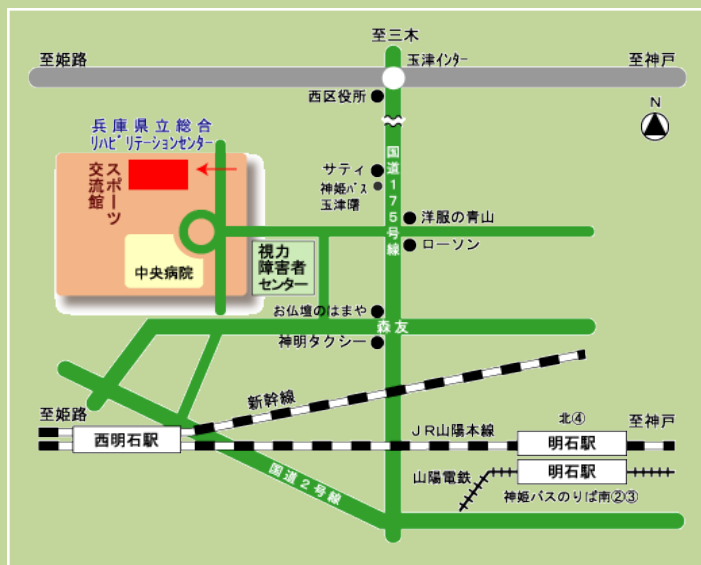 至三木
至姫路
玉津インター
至神戸
西区役所
N
兵庫県立総合
リハビリテーションセンター
スポーツ
交流館
サティ
神姫バス
玉津曙
国道175号線
洋服の青山
ローソン
視力
障害者
センター
中央病院
お仏壇のはまや
森友
神明タクシー
新幹線
至姫路
西明石駅
JR山陽本線
北④
至神戸
明石駅
国道2号線
山陽電鉄
明石駅
神姫バスのりば南②③